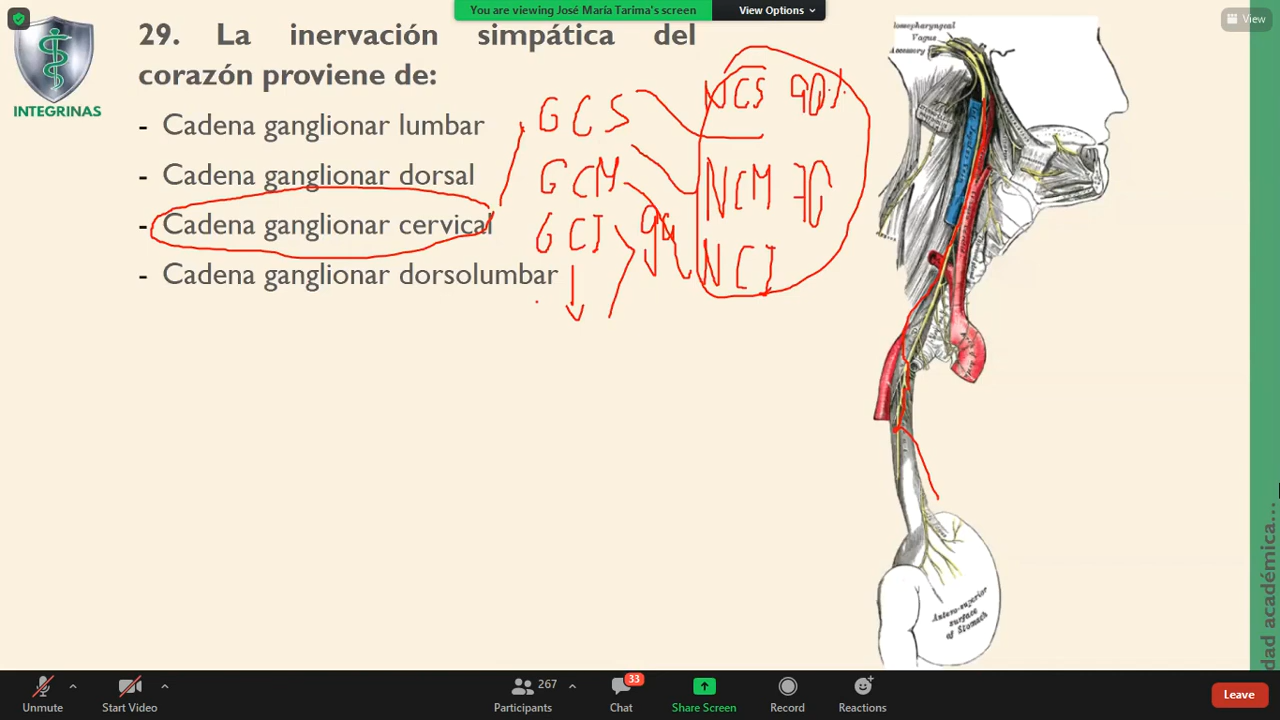 You are viewing José María Tarima's screen
View Options
View
INTEGRINAS
29. La inervación simpática del
corazón proviene de:
- Cadena ganglionar lumbar
- Cadena ganglionar dorsal
- Cadena ganglionar cervical
- Cadena ganglionar dorsolumbar
GCS
GCM
GCI
NCS 90%
NCM
NCI
Vagus
Accessory
Antero-superior
surface
of Stomach
dad académica...
Unmute
Start Video
267
Participants
33
Chat
Share Screen
Record
Reactions
Leave